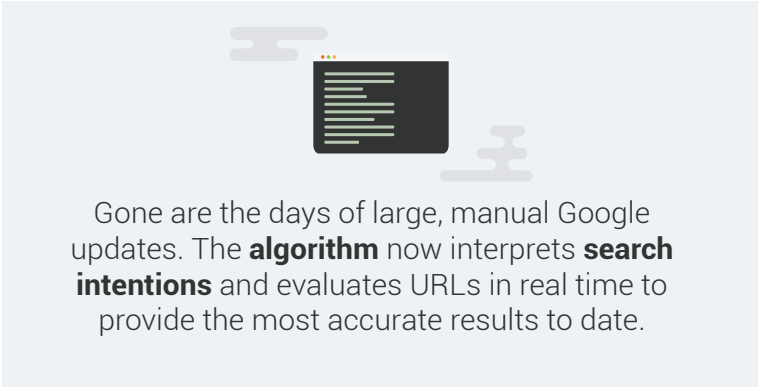 Gone are the days of large, manual Google
updates. The algorithm now interprets search
intentions and evaluates URLs in real time to
provide the most accurate results to date.